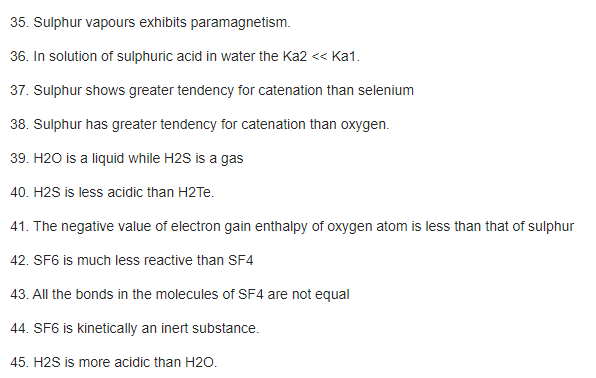 35. Sulphur vapours exhibits paramagnetism.
36. In solution of sulphuric acid in water the Ka2 << Ka1.
37. Sulphur shows greater tendency for catenation than selenium
38. Sulphur has greater tendency for catenation than oxygen.
39. H2O is a liquid while H2S is a gas
40. H2S is less acidic than H2Te.
41. The negative value of electron gain enthalpy of oxygen atom is less than that of sulphur
42. SF6 is much less reactive than SF4
43. All the bonds in the molecules of SF4 are not equal
44. SF6 is kinetically an inert substance.
45. H2S is more acidic than H2O.